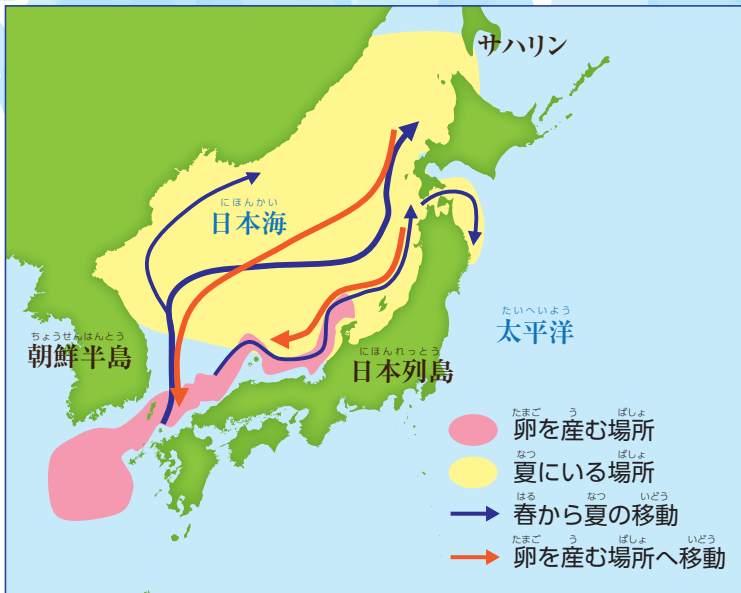 サハリン
にほんかい
日本海
たいへいよう
太平洋
ちょうせんはんとう
朝鮮半島
にほんれっとう
日本列島
たまご う ばしょ
卵を産む場所
なつ ばしょ
夏にいる場所
はる なつ いどう
春から夏の移動
たまご う ばしょ いどう
卵を産む場所へ移動